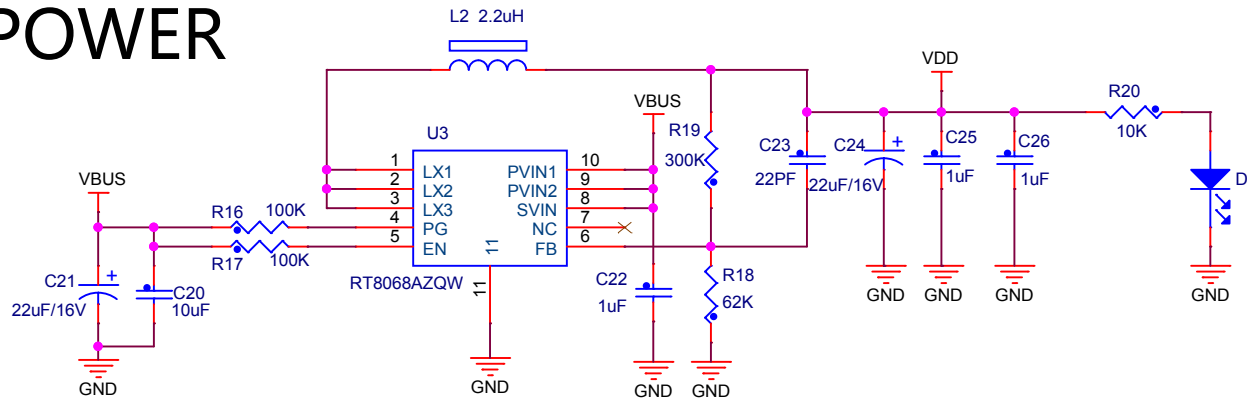 POWER
L2 2.2uH
VBUS
VDD
R20
10K
U3
R19
300K
C23
22PF
C24
22uF/16V
C25
1uF
C26
1uF
D
1 LX1
2 LX2
3 LX3
4 PG
5 EN
PVIN1 10
PVIN2 9
SVIN 8
NC 7
FB 6
11
11
RT8068AZQW
VBUS
R16 100K
R17 100K
C21
22uF/16V
C20
10uF
C22
1uF
R18
62K
GND
GND
GND
GND
GND
GND
GND
GND